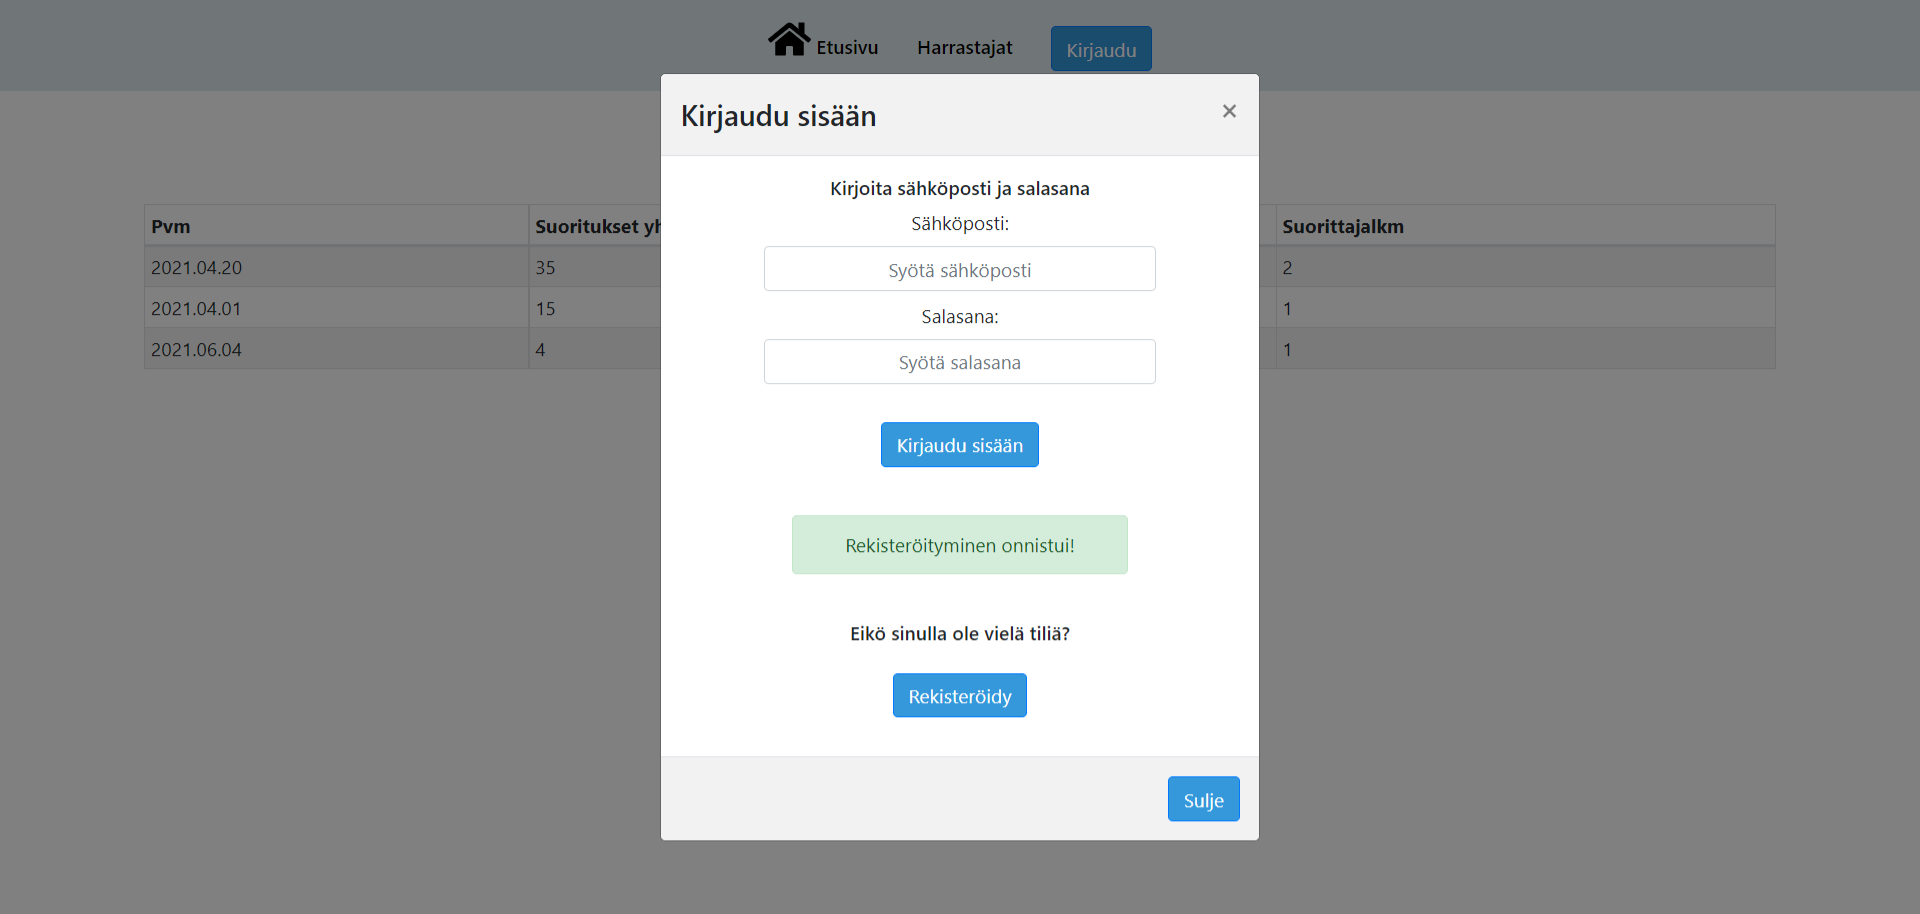 Etusivu Harrastajat Kirjaudu
Kirjaudu sisään ×
Kirjoita sähköposti ja salasana
Sähköposti:
Syötä sähköposti
Salasana:
Syötä salasana
Kirjaudu sisään
Rekisteröityminen onnistui!
Eikö sinulla ole vielä tiliä?
Rekisteröidy
Sulje
Pvm Suoritukset Suorittajalkm
2021.04.20 35 2
2021.04.01 15 1
2021.06.04 4 1